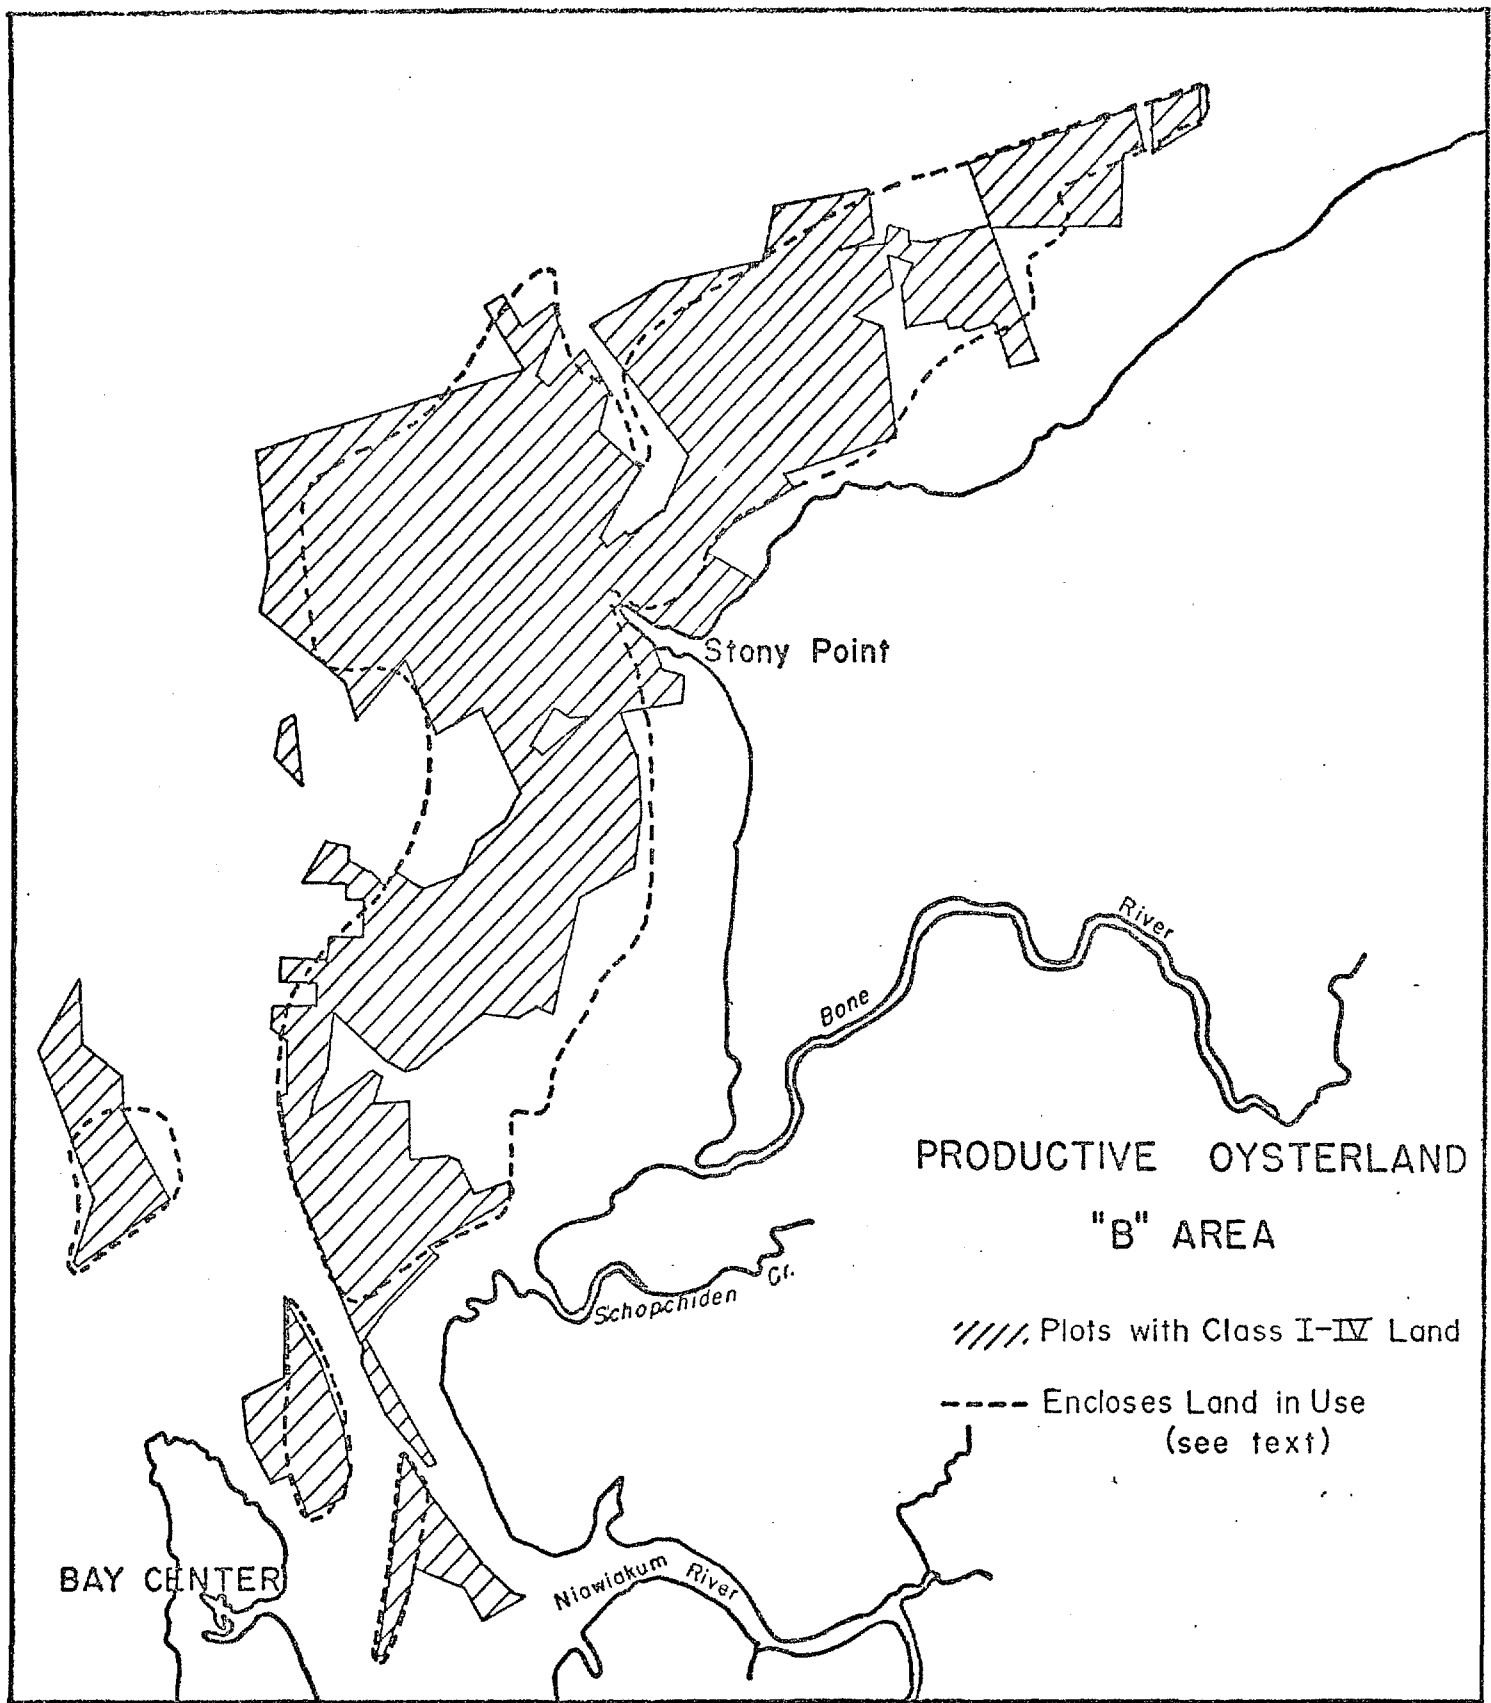 Stony Point
River
Bone
PRODUCTIVE OYSTERLAND
"B" AREA
Schopchiden Cr.
Plots with Class I-IV Land
Encloses Land in Use
(see text)
BAY CENTER
Niawiakum River